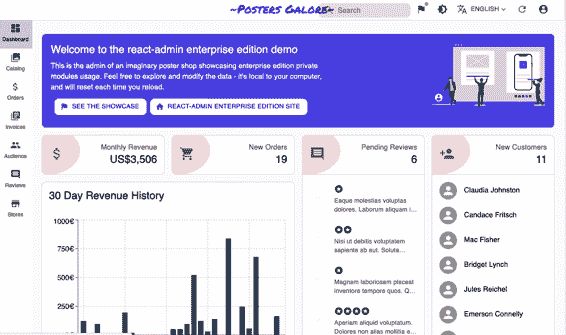 ~Posters Galore~
Search
ENGLISH
Dashboard
Catalog
Orders
Invoices
Audience
Reviews
Stores
Welcome to the react-admin enterprise edition demo
This is the admin of an imaginary poster shop showcasing enterprise edition private
modules usage. Feel free to explore and modify the data - it's local to your computer,
and will reset each time you reload.
SEE THE SHOWCASE
REACT-ADMIN ENTERPRISE EDITION SITE
Monthly Revenue
US$3,506
New Orders
19
Pending Reviews
6
New Customers
11
30 Day Revenue History
1000€
750€
500€
250€
Eaque molestias voluptas
dolores. Laborum aliquam i...
Nisi ut debitis voluptatem
sapiente ab aut. Soluta...
Magnam laboriosam placeat
inventore tempore quos. Q...
Aperiam aliquid voluptatum.
Dolores non alias mollitia e...
Claudia Johnston
Candace Fritsch
Mac Fisher
Bridget Lynch
Jules Reichel
Emerson Connelly